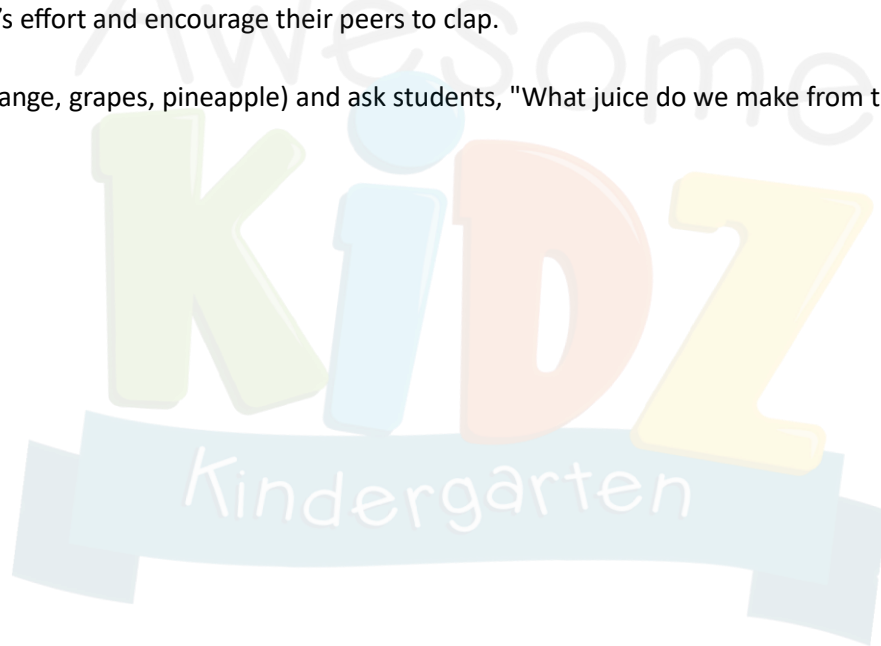 's effort and encourage their peers to clap.
Awesome
ange, grapes, pineapple) and ask students, "What juice do we make from t
KiDZ
Kindergarten